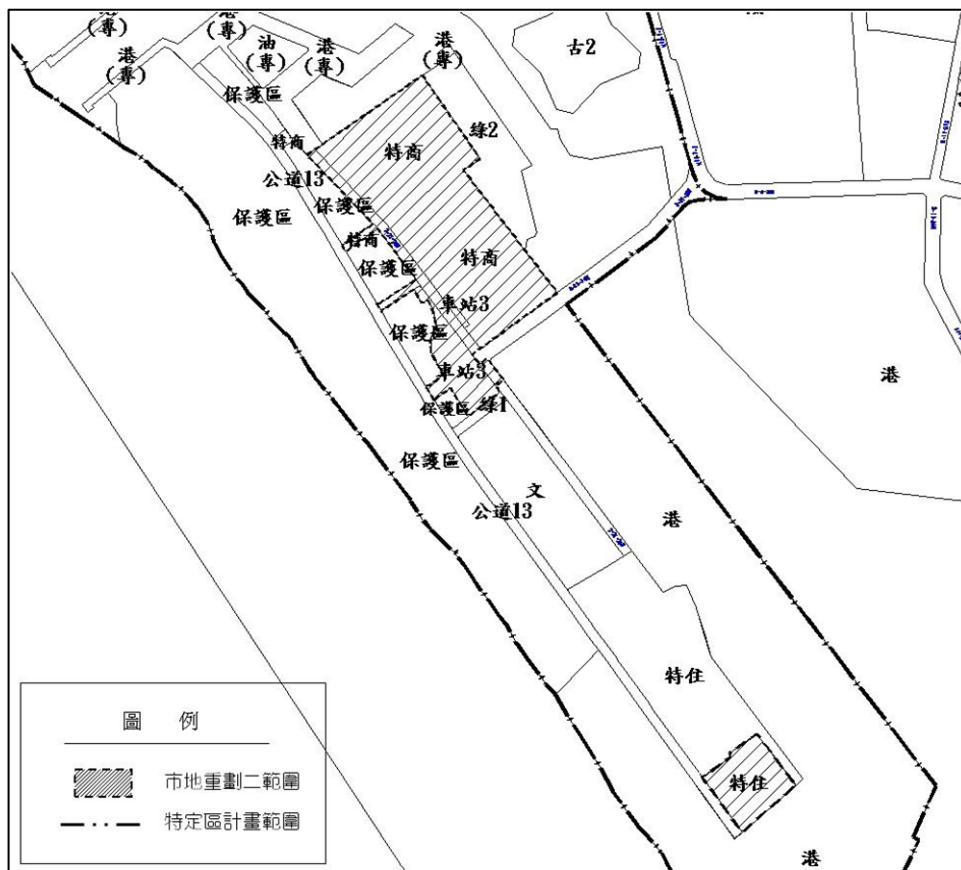 港
(專)
港
(專)
油
(專)
港
(專)
港
(專)
港
(專)
古2
保護區
綠2
特商
特商
公道13
保護區
保護區
特商
特商
保護區
車站3
保護區
車站3
保護區
綠1
港
保護區
文
公道13
港
特住
特住
港
圖 例
市地重劃二範圍
特定區計畫範圍